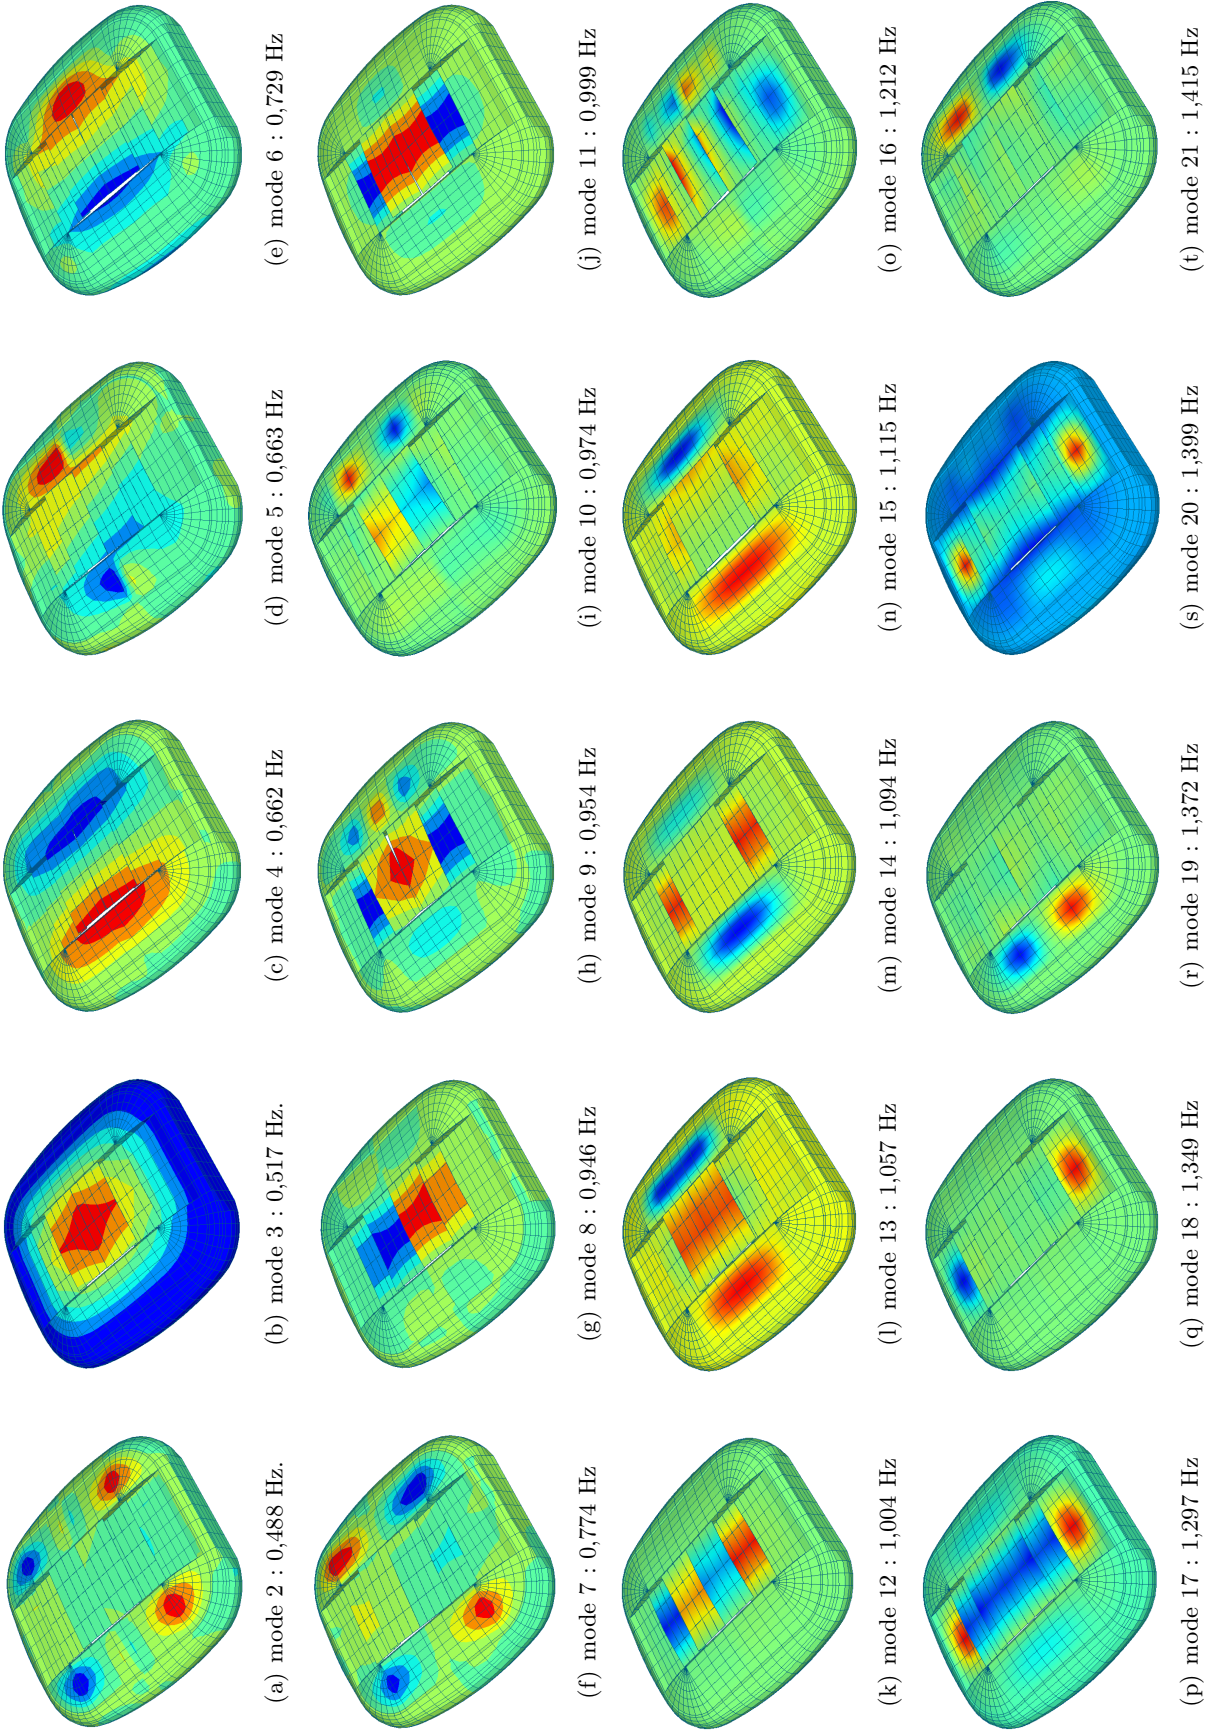 (a) mode 2 : 0,488 Hz.
(b) mode 3 : 0,517 Hz.
(c) mode 4 : 0,662 Hz
(d) mode 5 : 0,663 Hz
(e) mode 6 : 0,729 Hz
(f) mode 7 : 0,774 Hz
(g) mode 8 : 0,946 Hz
(h) mode 9 : 0,954 Hz
(i) mode 10 : 0,974 Hz
(j) mode 11 : 0,999 Hz
(k) mode 12 : 1,004 Hz
(l) mode 13 : 1,057 Hz
(m) mode 14 : 1,094 Hz
(n) mode 15 : 1,115 Hz
(o) mode 16 : 1,212 Hz
(p) mode 17 : 1,297 Hz
(q) mode 18 : 1,349 Hz
(r) mode 19 : 1,372 Hz
(s) mode 20 : 1,399 Hz
(t) mode 21 : 1,415 Hz